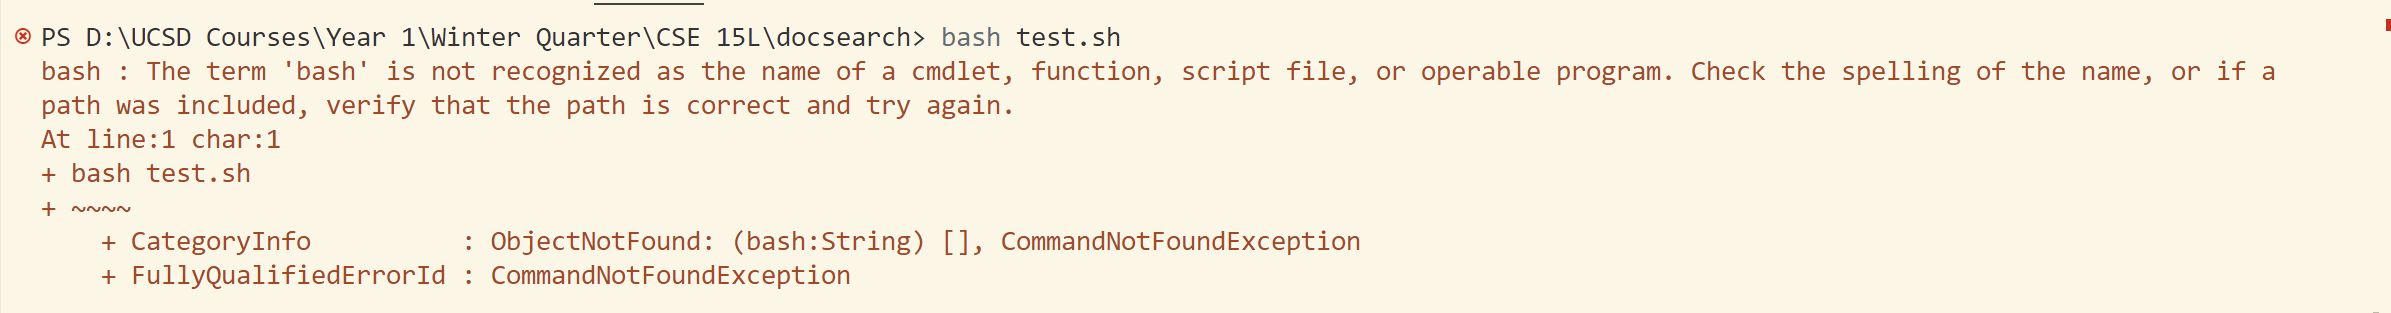 PS D:\UCSD Courses\Year 1\Winter Quarter\CSE 15L\docsearch> bash test.sh
bash : The term 'bash' is not recognized as the name of a cmdlet, function, script file, or operable program. Check the spelling of the name, or if a
path was included, verify that the path is correct and try again.
At line:1 char:1
+ bash test.sh
+ ~~~~
    + CategoryInfo          : ObjectNotFound: (bash:String) [], CommandNotFoundException
    + FullyQualifiedErrorId : CommandNotFoundException